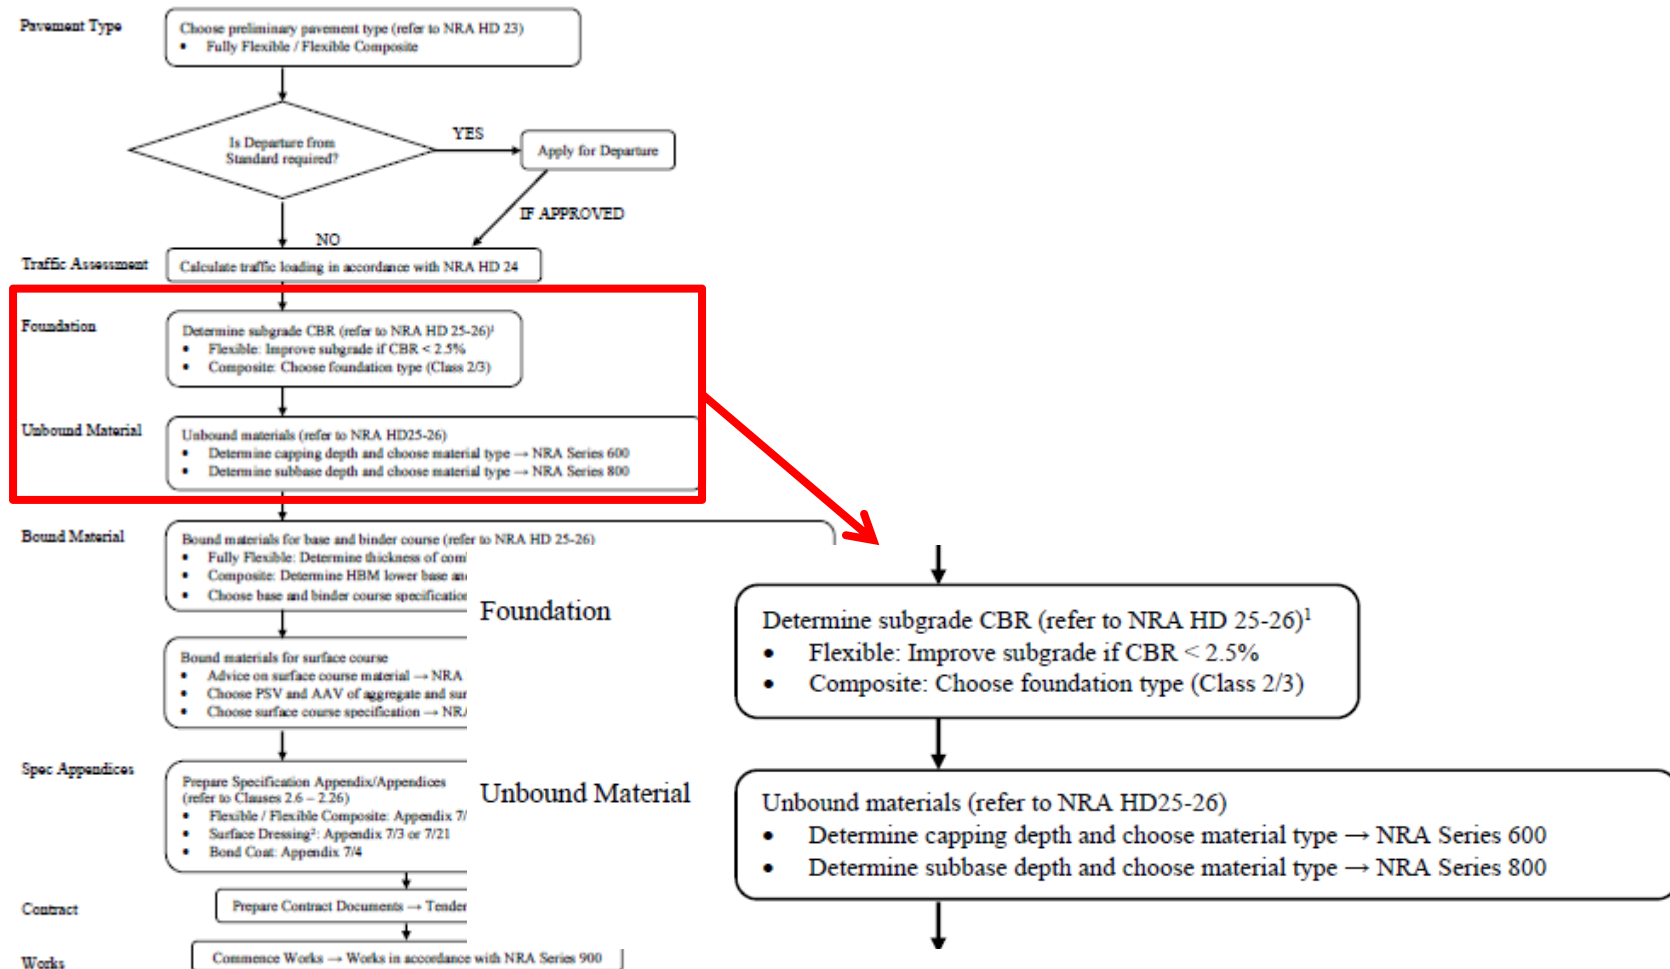 Pavement Type
Choose preliminary pavement type (refer to NRA HD 23)
• Fully Flexible / Flexible Composite
Is Departure from
Standard required?
YES
Apply for Departure
IF APPROVED
NO
Traffic Assessment
Calculate traffic loading in accordance with NRA HD 24
Foundation
Determine subgrade CBR (refer to NRA HD 25-26)¹
• Flexible: Improve subgrade if CBR < 2.5%
• Composite: Choose foundation type (Class 2/3)
Unbound Material
Unbound materials (refer to NRA HD25-26)
• Determine capping depth and choose material type → NRA Series 600
• Determine subbase depth and choose material type → NRA Series 800
Bound Material
Bound materials for base and binder course (refer to NRA HD 25-26)
• Fully Flexible: Determine thickness of com
• Composite: Determine HBM lower base an
• Choose base and binder course specification
Bound materials for surface course
• Advice on surface course material → NRA
• Choose PSV and AAV of aggregate and sur
• Choose surface course specification → NRA
Spec Appendices
Prepare Specification Appendix/Appendices
(refer to Clauses 2.6 – 2.26)
• Flexible / Flexible Composite: Appendix 7/
• Surface Dressing²: Appendix 7/3 or 7/21
• Bond Coat: Appendix 7/4
Contract
Prepare Contract Documents → Tender
Works
Commence Works → Works in accordance with NRA Series 900
Foundation
Determine subgrade CBR (refer to NRA HD 25-26)¹
• Flexible: Improve subgrade if CBR < 2.5%
• Composite: Choose foundation type (Class 2/3)
Unbound Material
Unbound materials (refer to NRA HD25-26)
• Determine capping depth and choose material type → NRA Series 600
• Determine subbase depth and choose material type → NRA Series 800